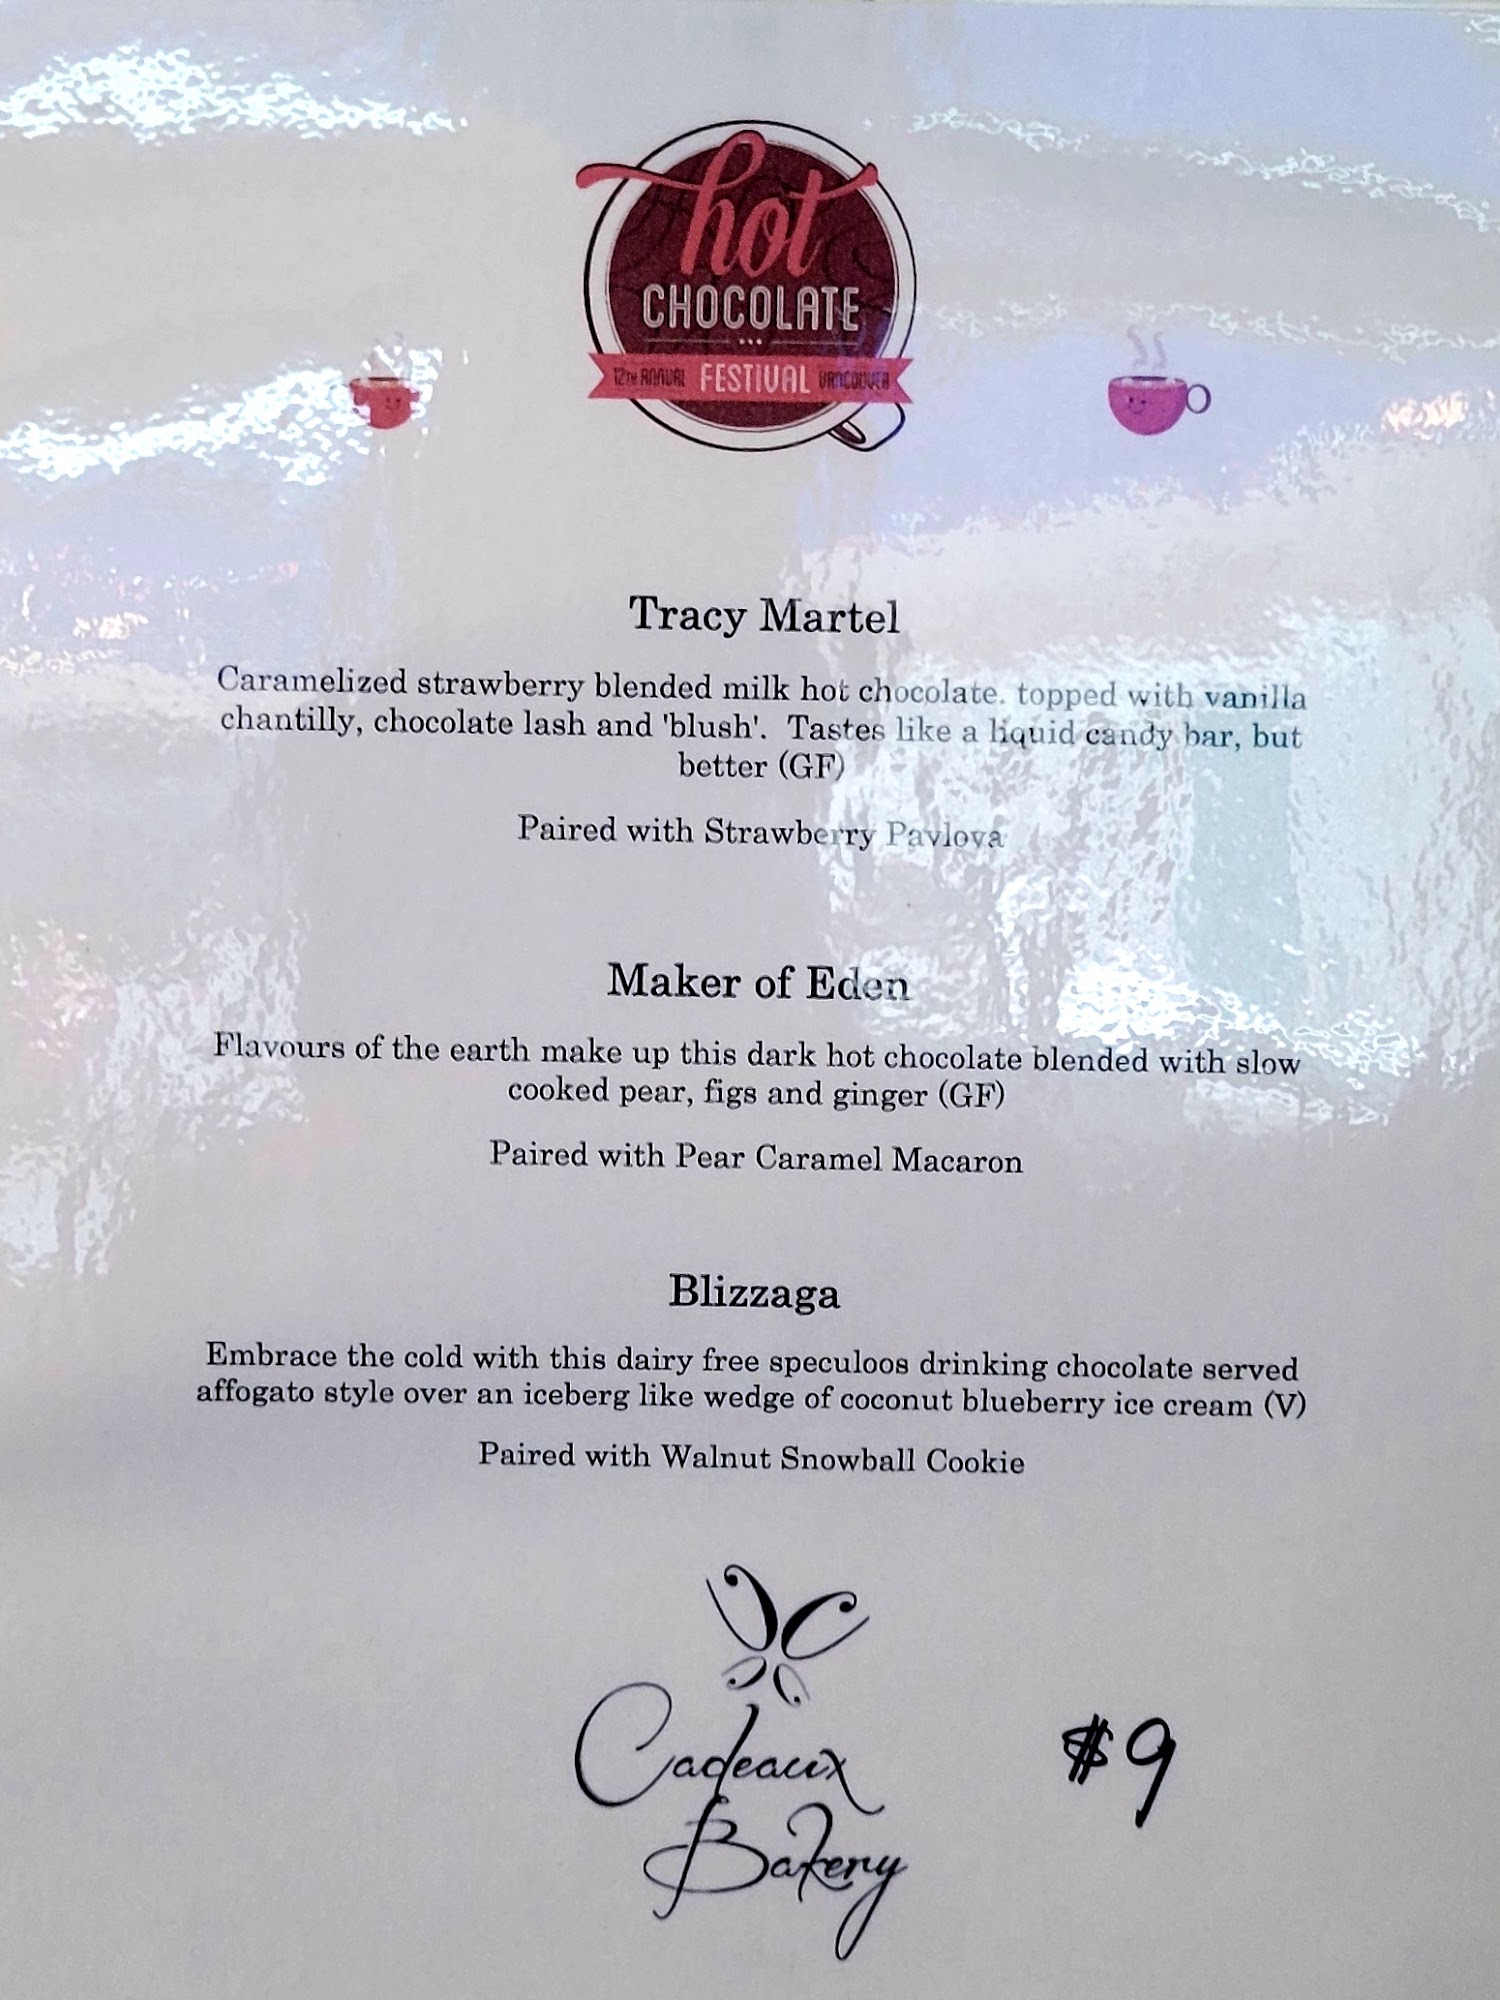 hot
CHOCOLATE
12TH ANNUAL FESTIVAL VANCOUVER
Tracy Martel
Caramelized strawberry blended milk hot chocolate. topped with vanilla
chantilly, chocolate lash and 'blush'. Tastes like a liquid candy bar, but
better (GF)
Paired with Strawberry Pavlova
Maker of Eden
Flavours of the earth make up this dark hot chocolate blended with slow
cooked pear, figs and ginger (GF)
Paired with Pear Caramel Macaron
Blizzaga
Embrace the cold with this dairy free speculoos drinking chocolate served
affogato style over an iceberg like wedge of coconut blueberry ice cream (V)
Paired with Walnut Snowball Cookie
Cadeaux
Bakery
$9